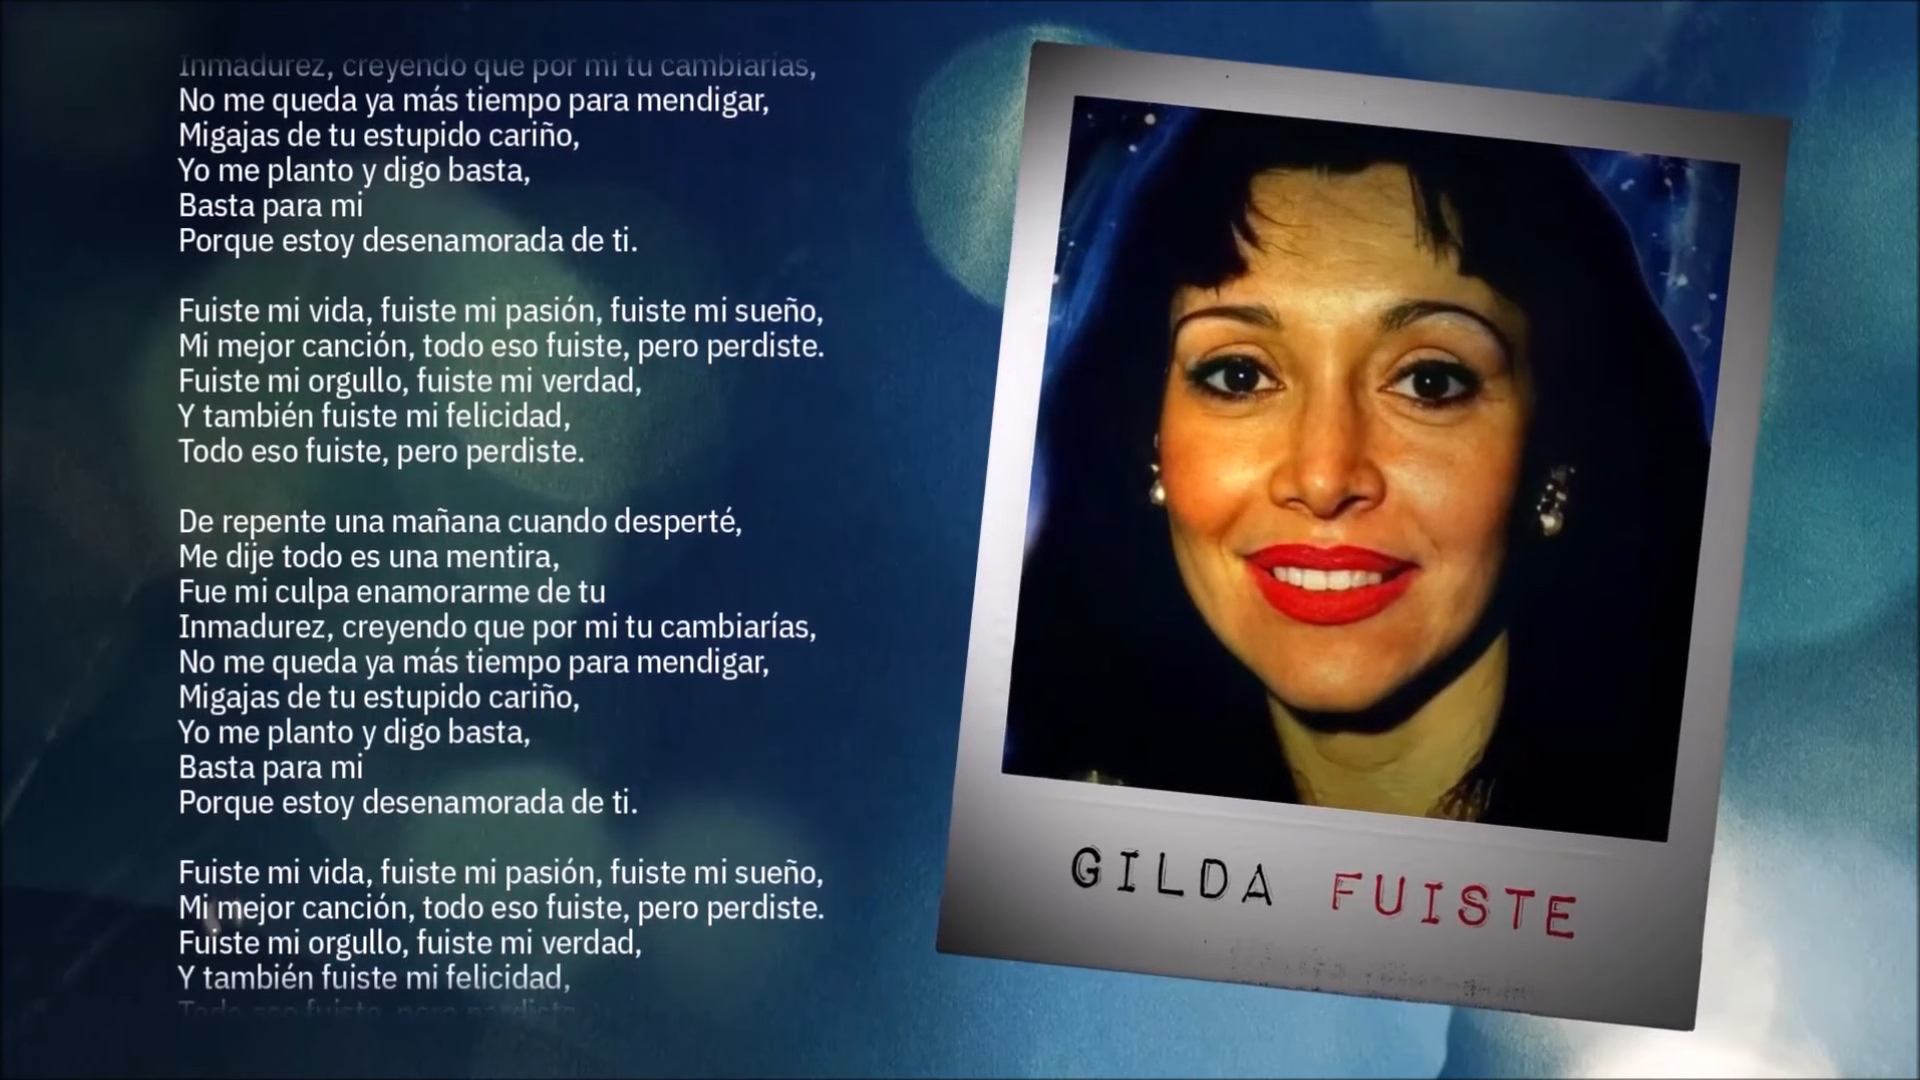 Inmadurez, creyendo que por mi tu cambiarías,
No me queda ya más tiempo para mendigar,
Migajas de tu estupido cariño,
Yo me planto y digo basta,
Basta para mi
Porque estoy desenamorada de ti.
Fuiste mi vida, fuiste mi pasión, fuiste mi sueño,
Mi mejor canción, todo eso fuiste, pero perdiste.
Fuiste mi orgullo, fuiste mi verdad,
Y también fuiste mi felicidad,
Todo eso fuiste, pero perdiste.
De repente una mañana cuando desperté,
Me dije todo es una mentira,
Fue mi culpa enamorarme de tu
Inmadurez, creyendo que por mi tu cambiarías,
No me queda ya más tiempo para mendigar,
Migajas de tu estupido cariño,
Yo me planto y digo basta,
Basta para mi
Porque estoy desenamorada de ti.
Fuiste mi vida, fuiste mi pasión, fuiste mi sueño,
Mi mejor canción, todo eso fuiste, pero perdiste.
Fuiste mi orgullo, fuiste mi verdad,
Y también fuiste mi felicidad,
Todo eso fuiste, pero perdiste.
GILDA FUISTE